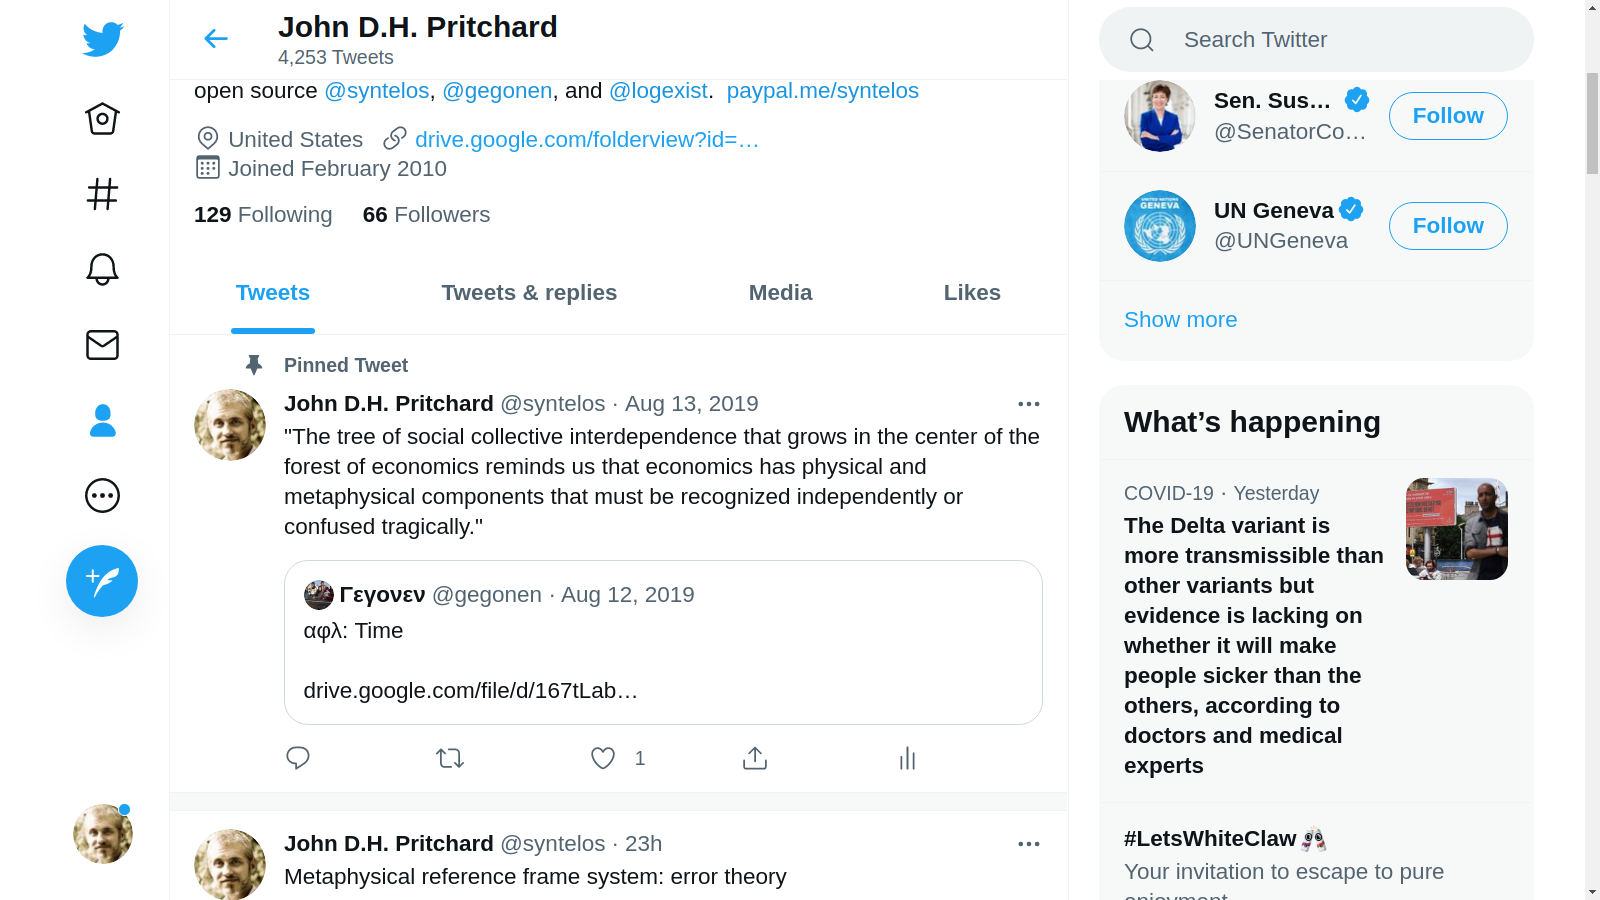 John D.H. Pritchard
4,253 Tweets
open source @syntelos, @gegonen, and @logexist. paypal.me/syntelos
United States drive.google.com/folderview?id=…
Joined February 2010
129 Following 66 Followers
Tweets Tweets & replies Media Likes
Pinned Tweet
John D.H. Pritchard @syntelos · Aug 13, 2019
"The tree of social collective interdependence that grows in the center of the
forest of economics reminds us that economics has physical and
metaphysical components that must be recognized independently or
confused tragically."
Γεγονεν @gegonen · Aug 12, 2019
αφλ: Time
drive.google.com/file/d/167tLab…
1
John D.H. Pritchard @syntelos · 23h
Metaphysical reference frame system: error theory
Search Twitter
Sen. Sus…
@SenatorCo…
Follow
UNITED NATIONS
GENEVA
UN Geneva
@UNGeneva
Follow
Show more
What’s happening
COVID-19 · Yesterday
The Delta variant is
more transmissible than
other variants but
evidence is lacking on
whether it will make
people sicker than the
others, according to
doctors and medical
experts
#LetsWhiteClaw
Your invitation to escape to pure
enjoyment